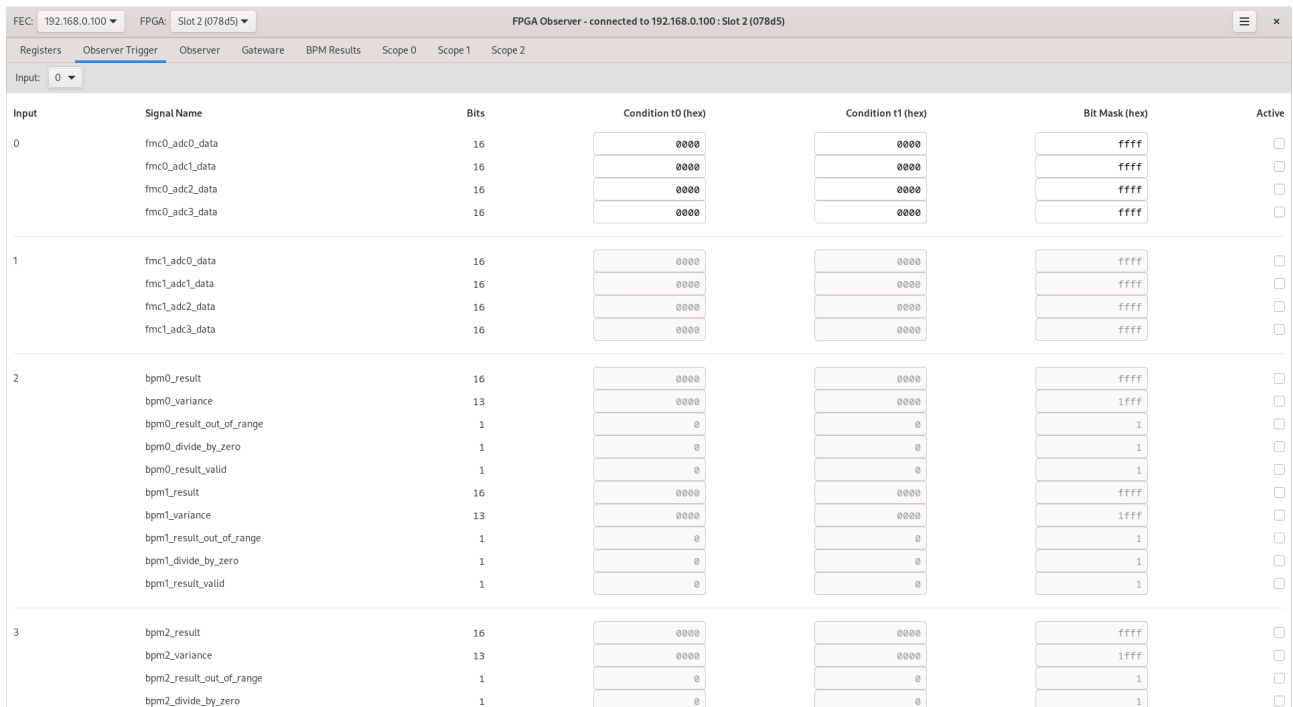 FEC: 192.168.0.100 FPGA: Slot 2 (078d5) FPGA Observer - connected to 192.168.0.100 : Slot 2 (078d5)
Registers Observer Trigger Observer Gateware BPM Results Scope 0 Scope 1 Scope 2
Input: 0
Input Signal Name Bits Condition t0 (hex) Condition t1 (hex) Bit Mask (hex) Active
0 fmc0_adc0_data 16 0000 0000 ffff
fmc0_adc1_data 16 0000 0000 ffff
fmc0_adc2_data 16 0000 0000 ffff
fmc0_adc3_data 16 0000 0000 ffff
1 fmc1_adc0_data 16 0000 0000 ffff
fmc1_adc1_data 16 0000 0000 ffff
fmc1_adc2_data 16 0000 0000 ffff
fmc1_adc3_data 16 0000 0000 ffff
2 bpm0_result 16 0000 0000 ffff
bpm0_variance 13 0000 0000 1fff
bpm0_result_out_of_range 1 0 0 1
bpm0_divide_by_zero 1 0 0 1
bpm0_result_valid 1 0 0 1
bpm1_result 16 0000 0000 ffff
bpm1_variance 13 0000 0000 1fff
bpm1_result_out_of_range 1 0 0 1
bpm1_divide_by_zero 1 0 0 1
bpm1_result_valid 1 0 0 1
3 bpm2_result 16 0000 0000 ffff
bpm2_variance 13 0000 0000 1fff
bpm2_result_out_of_range 1 0 0 1
bpm2_divide_by_zero 1 0 0 1